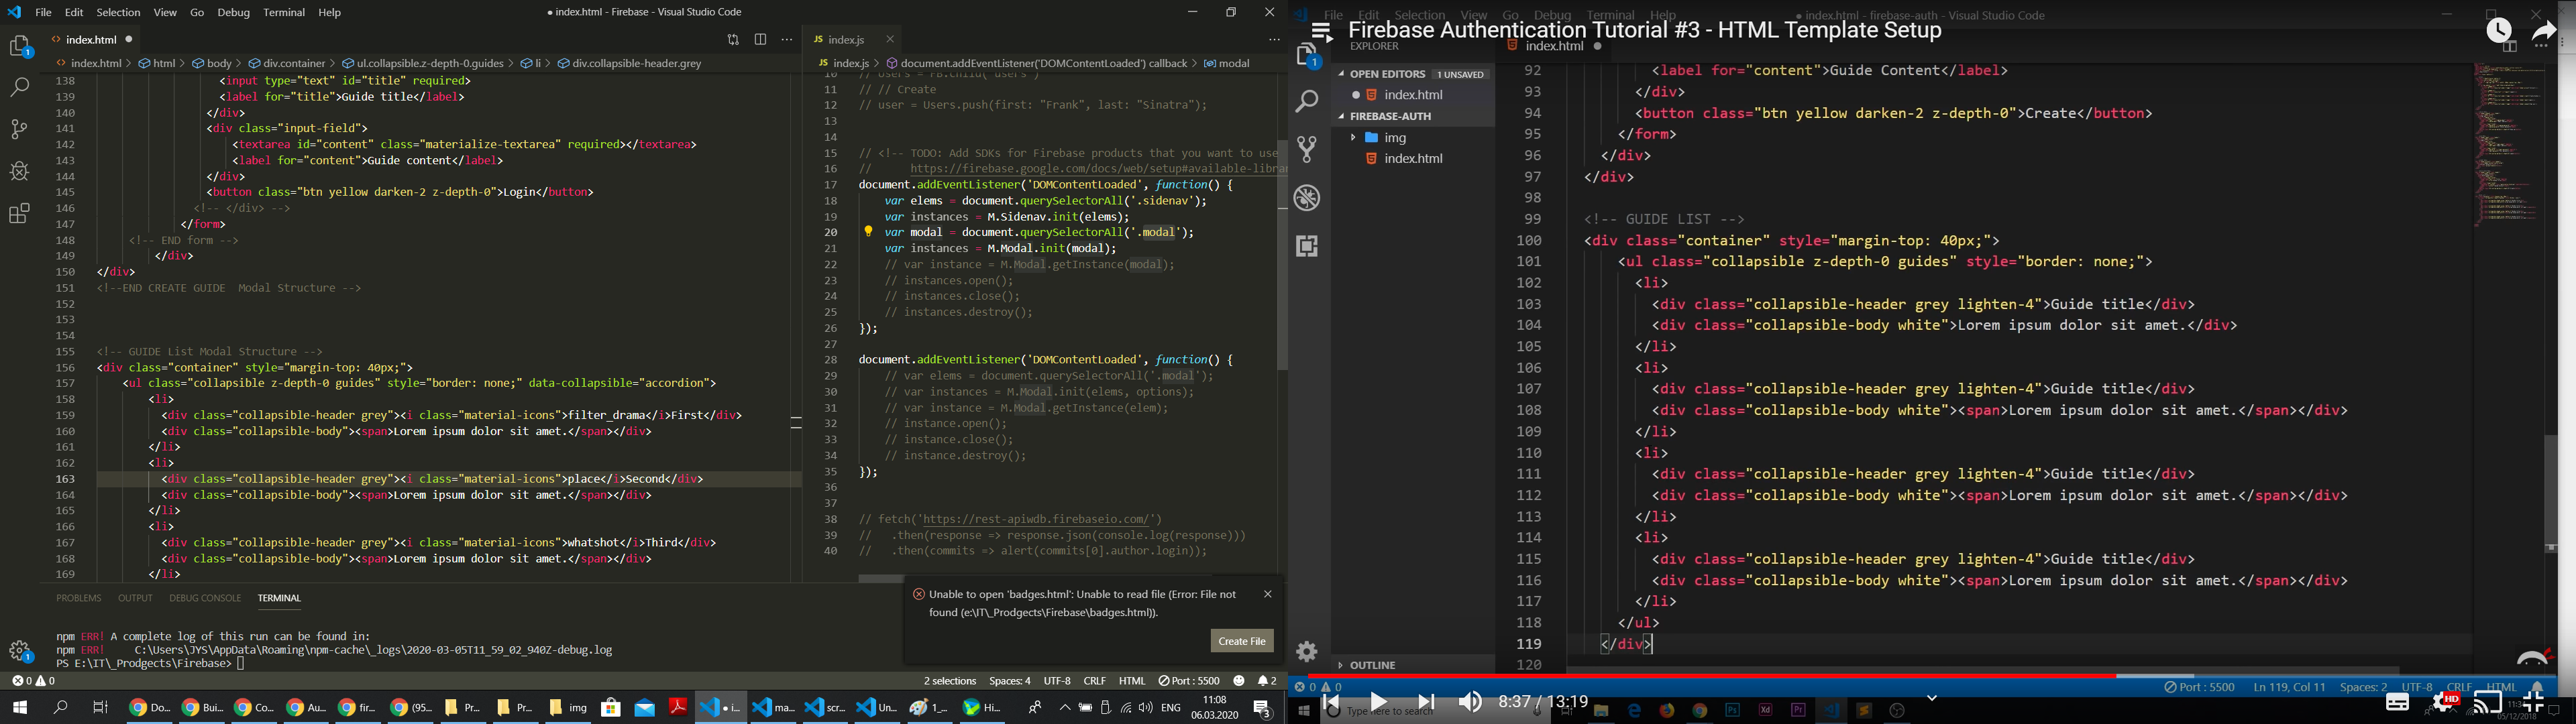 File Edit Selection View Go Debug Terminal Help
● index.html - Firebase - Visual Studio Code
index.html ●
index.html > html > body > div.container > ul.collapsible.z-depth-0.guides > li > div.collapsible-header.grey
138 <input type="text" id="title" required>
139 <label for="title">Guide title</label>
140 </div>
141 <div class="input-field">
142 <textarea id="content" class="materialize-textarea" required></textarea>
143 <label for="content">Guide content</label>
144 </div>
145 <button class="btn yellow darken-2 z-depth-0">Login</button>
146 <!-- </div> -->
147 </form>
148 <!-- END form -->
149 </div>
150 </div>
151 <!--END CREATE GUIDE  Modal Structure -->
152
153
154
155 <!-- GUIDE List Modal Structure -->
156 <div class="container" style="margin-top: 40px;">
157 <ul class="collapsible z-depth-0 guides" style="border: none;" data-collapsible="accordion">
158 <li>
159 <div class="collapsible-header grey"><i class="material-icons">filter_drama</i>First</div>
160 <div class="collapsible-body"><span>Lorem ipsum dolor sit amet.</span></div>
161 </li>
162 <li>
163 <div class="collapsible-header grey"><i class="material-icons">place</i>Second</div>
164 <div class="collapsible-body"><span>Lorem ipsum dolor sit amet.</span></div>
165 </li>
166 <li>
167 <div class="collapsible-header grey"><i class="material-icons">whatshot</i>Third</div>
168 <div class="collapsible-body"><span>Lorem ipsum dolor sit amet.</span></div>
169 </li>
JS index.js
JS index.js > document.addEventListener('DOMContentLoaded') callback > modal
10 // users = FB.child('users')
11 // // Create
12 // user = Users.push(first: "Frank", last: "Sinatra");
13
14
15 // <!-- TODO: Add SDKs for Firebase products that you want to use
16 // https://firebase.google.com/docs/web/setup#available-librar
17 document.addEventListener('DOMContentLoaded', function() {
18 var elems = document.querySelectorAll('.sidenav');
19 var instances = M.Sidenav.init(elems);
20 var modal = document.querySelectorAll('.modal');
21 var instances = M.Modal.init(modal);
22 // var instance = M.Modal.getInstance(modal);
23 // instances.open();
24 // instances.close();
25 // instances.destroy();
26 });
27
28 document.addEventListener('DOMContentLoaded', function() {
29 // var elems = document.querySelectorAll('.modal');
30 // var instances = M.Modal.init(elems, options);
31 // var instance = M.Modal.getInstance(elem);
32 // instance.open();
33 // instance.close();
34 // instance.destroy();
35 });
36
37
38 // fetch('https://rest-apiwdb.firebaseio.com/')
39 // .then(response => response.json(console.log(response)))
40 // .then(commits => alert(commits[0].author.login));
PROBLEMS OUTPUT DEBUG CONSOLE TERMINAL
npm ERR! A complete log of this run can be found in:
npm ERR! C:\Users\JYS\AppData\Roaming\npm-cache\_logs\2020-03-05T11_59_02_940Z-debug.log
PS E:\IT\_Prodgects\Firebase>
Unable to open 'badges.html': Unable to read file (Error: File not
found (e:\IT\_Prodgects\Firebase\badges.html)).
Create File
0 0
2 selections Spaces: 4 UTF-8 CRLF HTML Port : 5500 2
Do... Bui... Co... Au... fir... (95... Pr... Pr... img i... ma... scr... Un... 1_... Hi...
ENG 11:08 06.03.2020 3
File Edit Selection View Go Debug Terminal Help
● index.html - firebase-auth - Visual Studio Code
Firebase Authentication Tutorial #3 - HTML Template Setup
EXPLORER
index.html ●
OPEN EDITORS 1 UNSAVED
● index.html
FIREBASE-AUTH
img
index.html
OUTLINE
92 <label for="content">Guide Content</label>
93 </div>
94 <button class="btn yellow darken-2 z-depth-0">Create</button>
95 </form>
96 </div>
97 </div>
98
99 <!-- GUIDE LIST -->
100 <div class="container" style="margin-top: 40px;">
101 <ul class="collapsible z-depth-0 guides" style="border: none;">
102 <li>
103 <div class="collapsible-header grey lighten-4">Guide title</div>
104 <div class="collapsible-body white">Lorem ipsum dolor sit amet.</div>
105 </li>
106 <li>
107 <div class="collapsible-header grey lighten-4">Guide title</div>
108 <div class="collapsible-body white"><span>Lorem ipsum dolor sit amet.</span></div>
109 </li>
110 <li>
111 <div class="collapsible-header grey lighten-4">Guide title</div>
112 <div class="collapsible-body white"><span>Lorem ipsum dolor sit amet.</span></div>
113 </li>
114 <li>
115 <div class="collapsible-header grey lighten-4">Guide title</div>
116 <div class="collapsible-body white"><span>Lorem ipsum dolor sit amet.</span></div>
117 </li>
118 </ul>
119 </div>
120
0 0
Port : 5500 Ln 119, Col 11 Spaces: 2 UTF-8 CRLF HTML
8:37 / 13:19
HD
Type here to search
05/12/2018